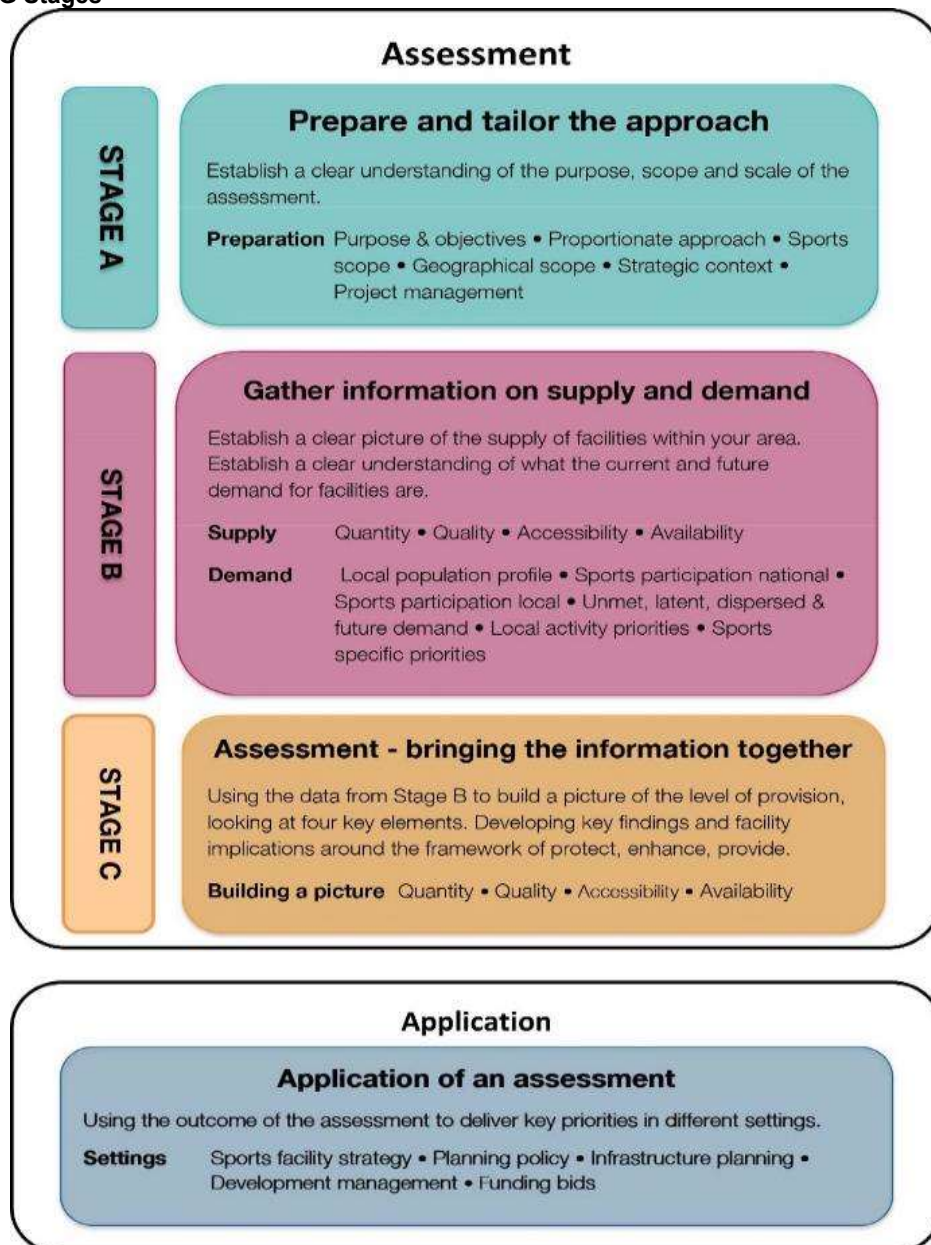 Stages
Assessment
STAGE A
Prepare and tailor the approach
Establish a clear understanding of the purpose, scope and scale of the
assessment.
Preparation Purpose & objectives • Proportionate approach • Sports
scope • Geographical scope • Strategic context •
Project management
STAGE B
Gather information on supply and demand
Establish a clear picture of the supply of facilities within your area.
Establish a clear understanding of what the current and future
demand for facilities are.
Supply Quantity • Quality • Accessibility • Availability
Demand Local population profile • Sports participation national •
Sports participation local • Unmet, latent, dispersed &
future demand • Local activity priorities • Sports
specific priorities
STAGE C
Assessment - bringing the information together
Using the data from Stage B to build a picture of the level of provision,
looking at four key elements. Developing key findings and facility
implications around the framework of protect, enhance, provide.
Building a picture Quantity • Quality • Accessibility • Availability
Application
Application of an assessment
Using the outcome of the assessment to deliver key priorities in different settings.
Settings Sports facility strategy • Planning policy • Infrastructure planning •
Development management • Funding bids